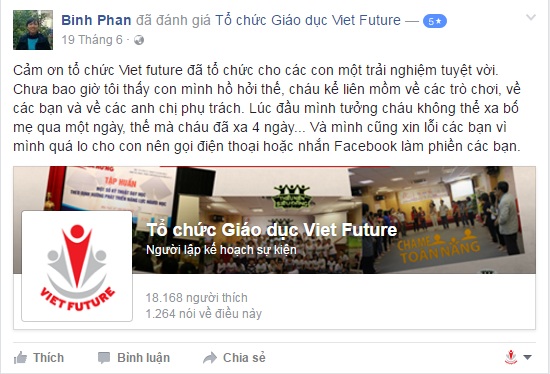 Binh Phan đã đánh giá Tổ chức Giáo dục Viet Future — 5★
19 Tháng 6 ·
Cảm ơn tổ chức Viet future đã tổ chức cho các con một trải nghiệm tuyệt vời.
Chưa bao giờ tôi thấy con mình hồ hởi thế, cháu kể liên mồm về các trò chơi, về
các bạn và về các anh chị phụ trách. Lúc đầu mình tưởng cháu không thể xa bố
mẹ qua một ngày, thế mà cháu đã xa 4 ngày... Và mình cũng xin lỗi các bạn vì
mình quá lo cho con nên gọi điện thoại hoặc nhắn Facebook làm phiền các bạn.
TẬP HUẤN
CHA MẸ
TOÀN NĂNG
Tổ chức Giáo dục Viet Future
Người lập kế hoạch sự kiện
VIET FUTURE
18.168 người thích
1.264 nói về điều này
Thích Bình luận Chia sẻ